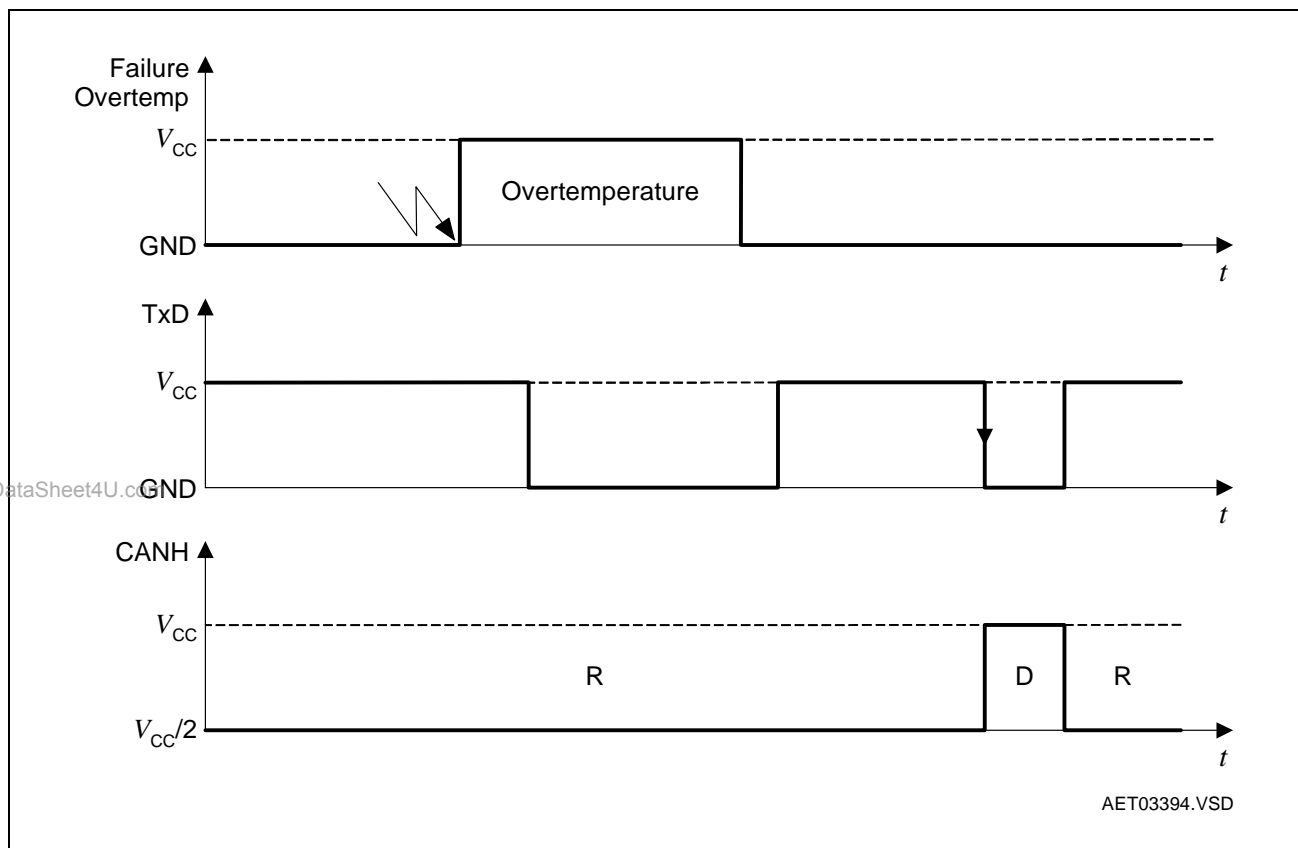 Failure
Overtemp
VCC
Overtemperature
GND
t
TxD
VCC
DataSheet4U.com
GND
t
CANH
VCC
R
D
R
VCC/2
t
AET03394.VSD